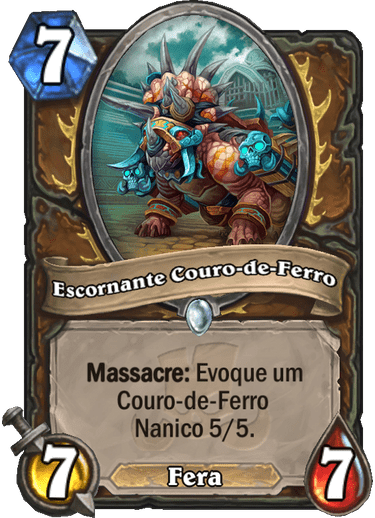 7
Escornante Couro-de-Ferro
Massacre: Evoque um
Couro-de-Ferro
Nanico 5/5.
7
Fera
7